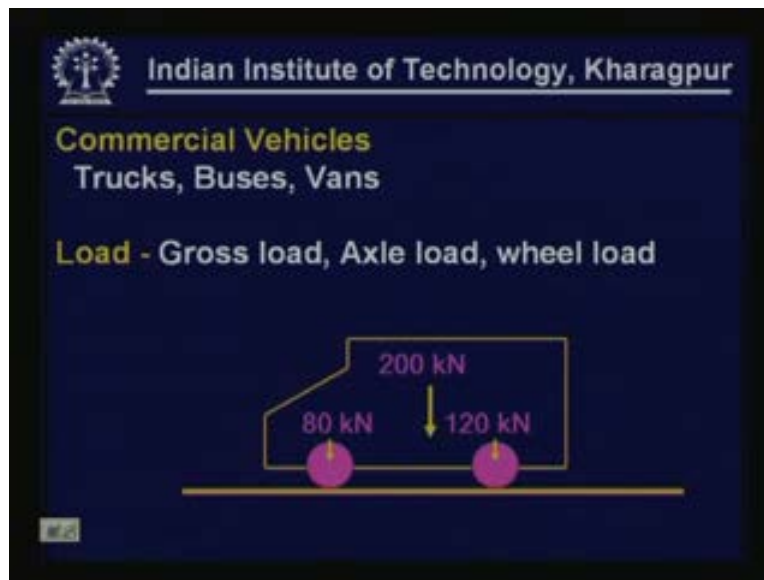 Indian Institute of Technology, Kharagpur
Commercial Vehicles
Trucks, Buses, Vans
Load - Gross load, Axle load, wheel load
200 kN
80 kN
120 kN